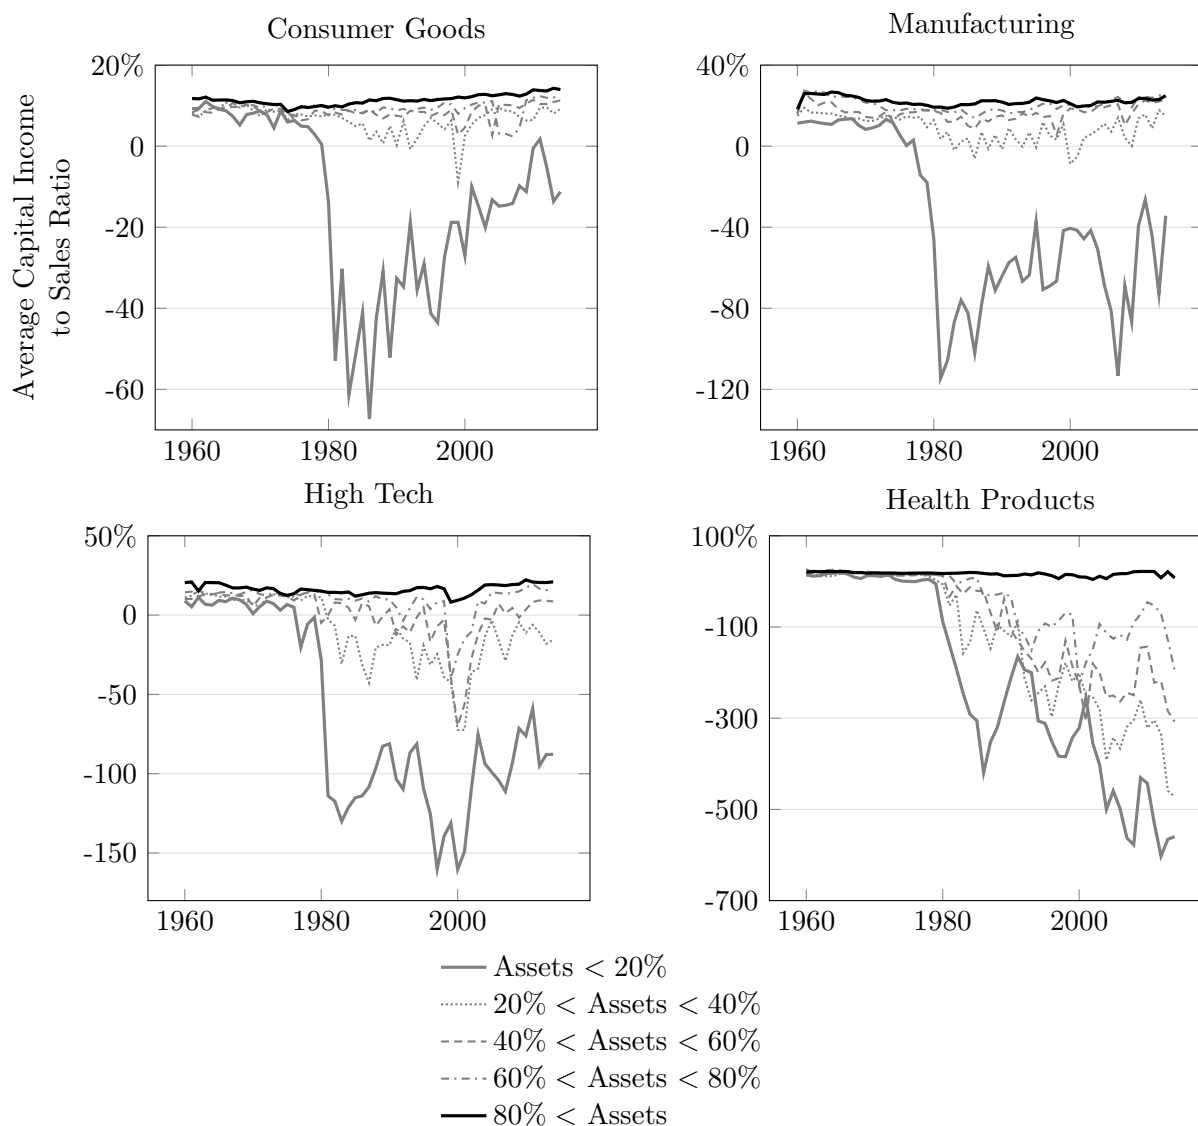 Consumer Goods
Manufacturing
Average Capital Income
to Sales Ratio
20%
0
-20
-40
-60
1960
1980
2000
40%
0
-40
-80
-120
1960
1980
2000
High Tech
Health Products
50%
0
-50
-100
-150
1960
1980
2000
100%
-100
-300
-500
-700
1960
1980
2000
Assets < 20%
20% < Assets < 40%
40% < Assets < 60%
60% < Assets < 80%
80% < Assets